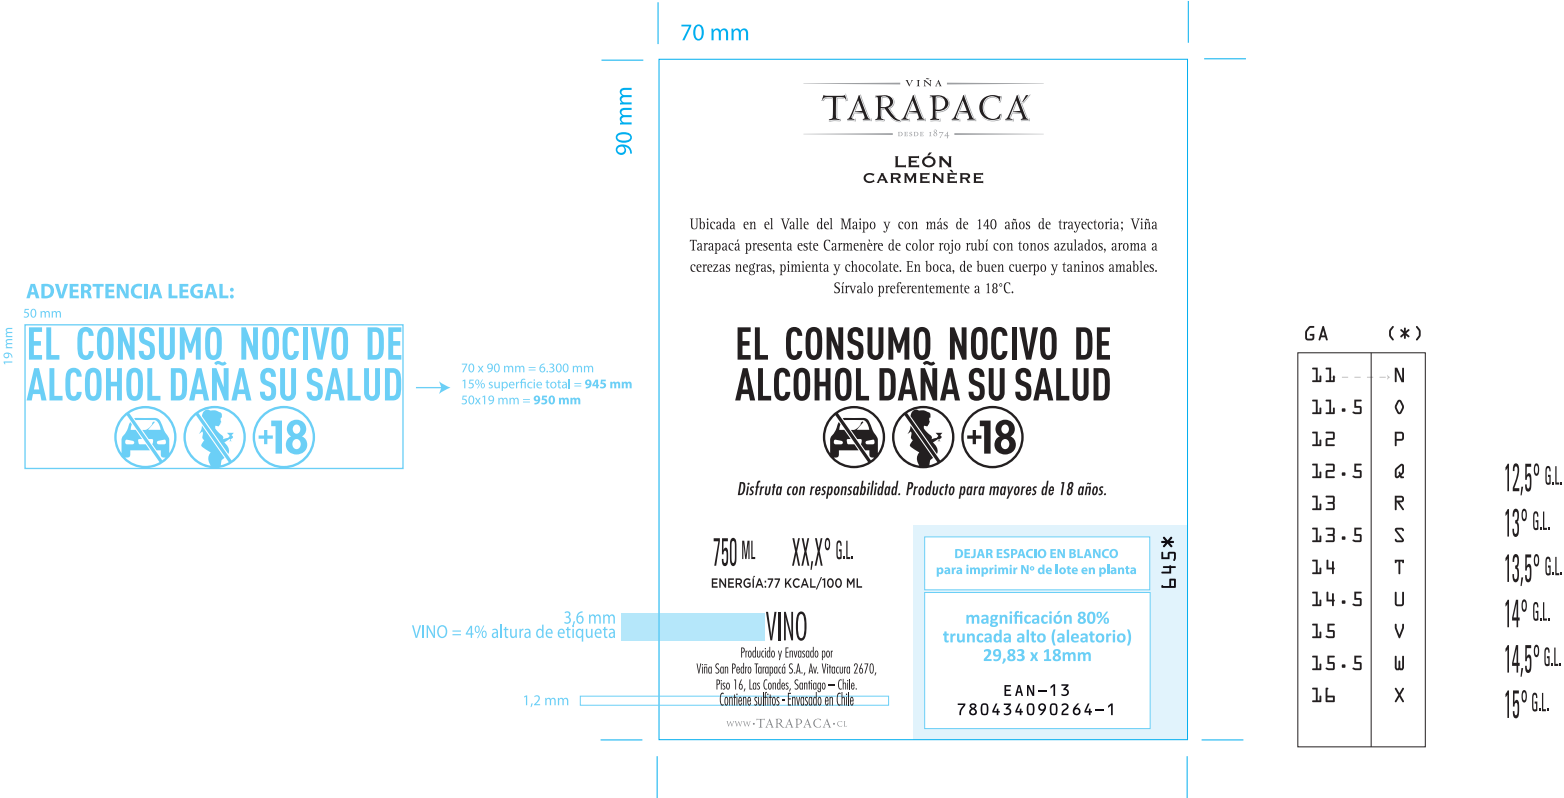 70 mm
90 mm
VIÑA
TARAPACÁ
DESDE 1874
LEÓN
CARMENÈRE
Ubicada en el Valle del Maipo y con más de 140 años de trayectoria; Viña
Tarapacá presenta este Carmenère de color rojo rubí con tonos azulados, aroma a
cerezas negras, pimienta y chocolate. En boca, de buen cuerpo y taninos amables.
Sírvalo preferentemente a 18°C.
ADVERTENCIA LEGAL:
50 mm
19 mm
EL CONSUMO NOCIVO DE
ALCOHOL DAÑA SU SALUD
+18
70 x 90 mm = 6.300 mm
15% superficie total = 945 mm
50x19 mm = 950 mm
EL CONSUMO NOCIVO DE
ALCOHOL DAÑA SU SALUD
+18
Disfruta con responsabilidad. Producto para mayores de 18 años.
750 ML XX,X° G.L.
ENERGÍA:77 KCAL/100 ML
3,6 mm
VINO = 4% altura de etiqueta
VINO
Producido y Envasado por
Viña San Pedro Tarapacá S.A., Av. Vitacura 2670,
Piso 16, Las Condes, Santiago – Chile.
Contiene sulfitos - Envasado en Chile
1,2 mm
WWW·TARAPACA·CL
DEJAR ESPACIO EN BLANCO
para imprimir Nº de lote en planta
645*
magnificación 80%
truncada alto (aleatorio)
29,83 x 18mm
EAN-13
780434090264-1
GA (*)
11 N
11.5 O
12 P
12.5 Q
13 R
13.5 S
14 T
14.5 U
15 V
15.5 W
16 X
12,5° G.L.
13° G.L.
13,5° G.L.
14° G.L.
14,5° G.L.
15° G.L.